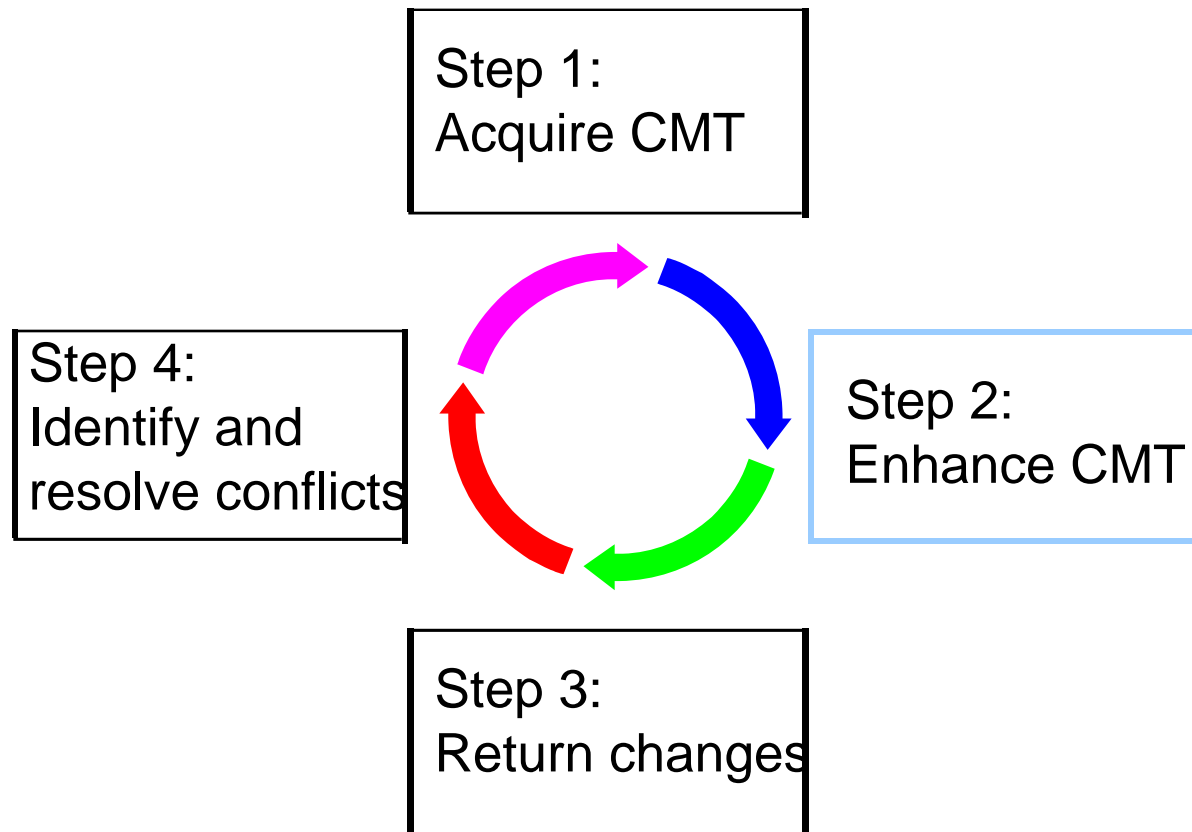 Step 1:
Acquire CMT
Step 2:
Enhance CMT
Step 3:
Return changes
Step 4:
Identify and
resolve conflicts